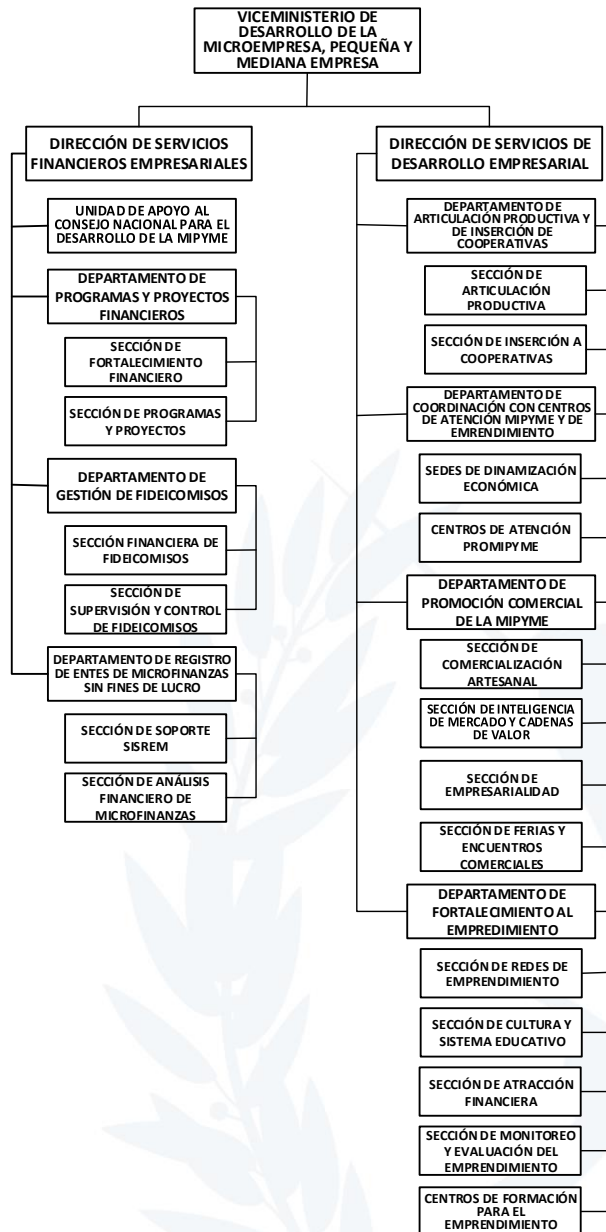 VICEMINISTERIO DE
DESARROLLO DE LA
MICROEMPRESA, PEQUEÑA Y
MEDIANA EMPRESA
DIRECCIÓN DE SERVICIOS
FINANCIEROS EMPRESARIALES
UNIDAD DE APOYO AL
CONSEJO NACIONAL PARA EL
DESARROLLO DE LA MIPYME
DEPARTAMENTO DE
PROGRAMAS Y PROYECTOS
FINANCIEROS
SECCIÓN DE
FORTALECIMIENTO
FINANCIERO
SECCIÓN DE PROGRAMAS
Y PROYECTOS
DEPARTAMENTO DE
GESTIÓN DE FIDEICOMISOS
SECCIÓN FINANCIERA DE
FIDEICOMISOS
SECCIÓN DE
SUPERVISIÓN Y CONTROL
DE FIDEICOMISOS
DEPARTAMENTO DE REGISTRO
DE ENTES DE MICROFINANZAS
SIN FINES DE LUCRO
SECCIÓN DE SOPORTE
SISREM
SECCIÓN DE ANÁLISIS
FINANCIERO DE
MICROFINANZAS
DIRECCIÓN DE SERVICIOS DE
DESARROLLO EMPRESARIAL
DEPARTAMENTO DE
ARTICULACIÓN PRODUCTIVA Y
DE INSERCIÓN DE
COOPERATIVAS
SECCIÓN DE
ARTICULACIÓN
PRODUCTIVA
SECCIÓN DE INSERCIÓN A
COOPERATIVAS
DEPARTAMENTO DE
COORDINACIÓN CON CENTROS
DE ATENCIÓN MIPYME Y DE
EMRENDIMIENTO
SEDES DE DINAMIZACIÓN
ECONÓMICA
CENTROS DE ATENCIÓN
PROMIPYME
DEPARTAMENTO DE
PROMOCIÓN COMERCIAL
DE LA MIPYME
SECCIÓN DE
COMERCIALIZACIÓN
ARTESANAL
SECCIÓN DE INTELIGENCIA
DE MERCADO Y CADENAS
DE VALOR
SECCIÓN DE
EMPRESARIALIDAD
SECCIÓN DE FERIAS Y
ENCUENTROS
COMERCIALES
DEPARTAMENTO DE
FORTALECIMIENTO AL
EMPREDIMIENTO
SECCIÓN DE REDES DE
EMPRENDIMIENTO
SECCIÓN DE CULTURA Y
SISTEMA EDUCATIVO
SECCIÓN DE ATRACCIÓN
FINANCIERA
SECCIÓN DE MONITOREO
Y EVALUACIÓN DEL
EMPRENDIMIENTO
CENTROS DE FORMACIÓN
PARA EL
EMPRENDIMIENTO